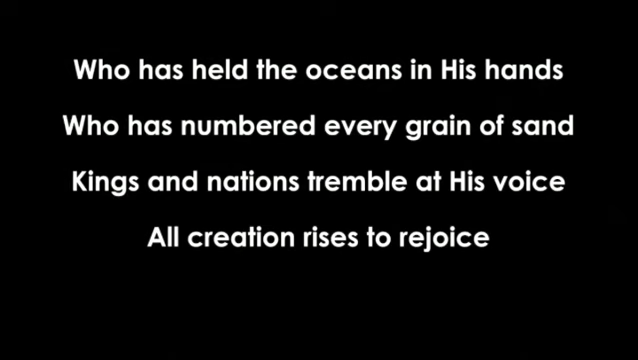 Who has held the oceans in His hands
Who has numbered every grain of sand
Kings and nations tremble at His voice
All creation rises to rejoice